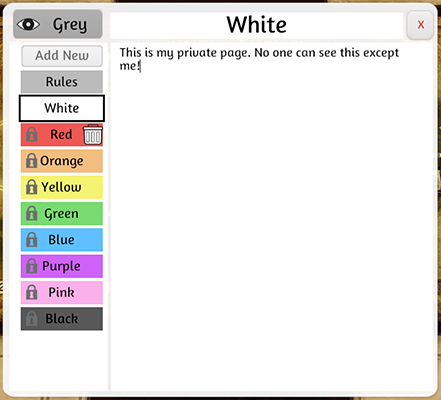 Grey
White
X
Add New
Rules
White
Red
Orange
Yellow
Green
Blue
Purple
Pink
Black
This is my private page. No one can see this except
me!